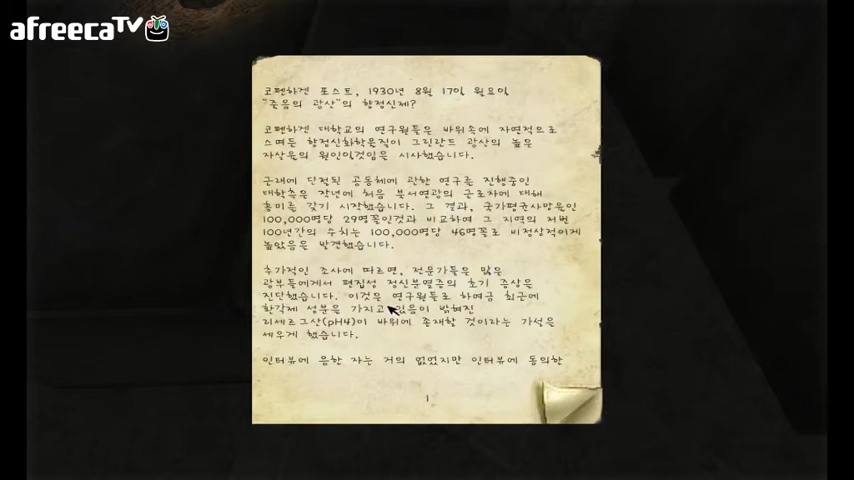 afreecaTV
코펜하겐 포스트, 1930년 8월 17일 월요일
"죽음의 광산"의 향정신제?
코펜하겐 대학교의 연구원들은 바위속에 자연적으로
스며든 향정신화학물질이 그린란드 광산의 높은
자살율의 원인일것임을 시사했습니다.
근래에 단절된 공동체에 관한 연구를 진행중인
대학측은 작년에 처음 북서연광의 근로자에 대해
흥미를 갖기 시작했습니다. 그 결과, 국가평균사망율인
100,000명당 29명꼴인것과 비교하여 그 지역의 저번
100년간의 수치는 100,000명당 46명꼴로 비정상적이게
높았음을 발견했습니다.
추가적인 조사에 따르면, 전문가들은 많은
광부들에게서 편집성 정신분열증의 초기 증상을
진단했습니다. 이것은 연구원들로 하여금 최근에
환각제 성분을 가지고 있음이 밝혀진
리세르그산(pH4)이 바위에 존재할 것이라는 가설을
세우게 했습니다.
인터뷰에 응한 자는 거의 없었지만 인터뷰에 동의한
1